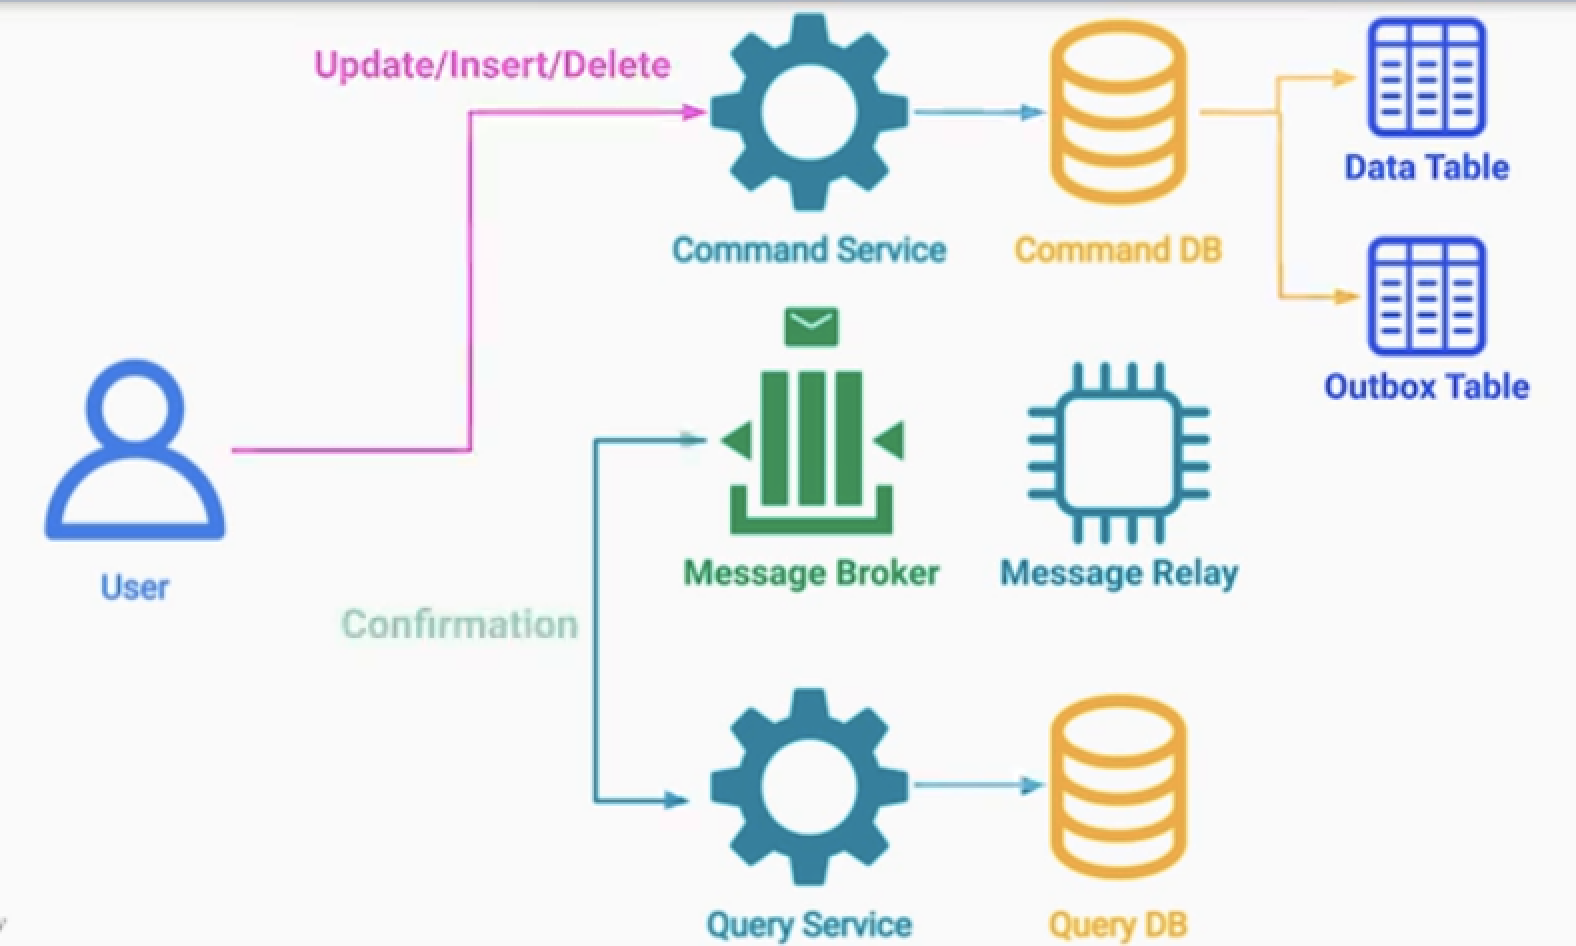 Update/Insert/Delete
Command Service
Command DB
Data Table
Outbox Table
User
Message Broker
Message Relay
Confirmation
Query Service
Query DB